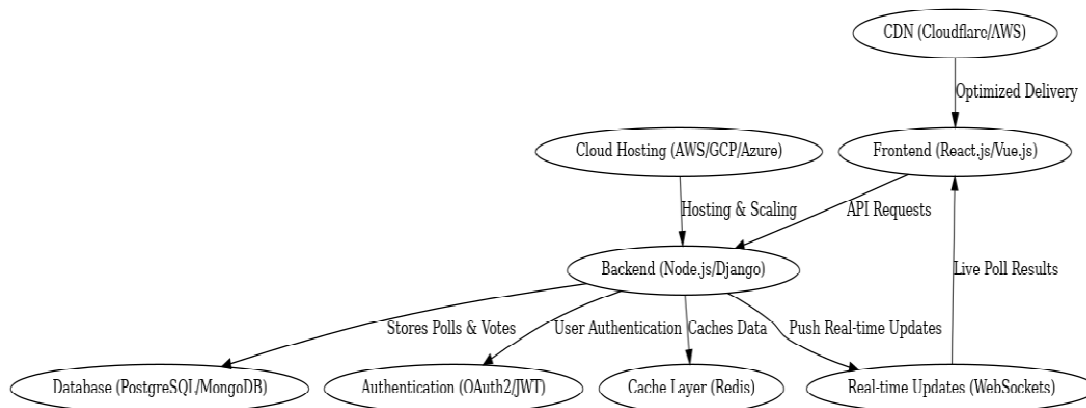 CDN (Cloudflare/AWS)
Optimized Delivery
Cloud Hosting (AWS/GCP/Azure)
Frontend (React.js/Vue.js)
Hosting & Scaling
API Requests
Backend (Node.js/Django)
Live Poll Results
Stores Polls & Votes
User Authentication
Caches Data
Push Real-time Updates
Database (PostgreSQL/MongoDB)
Authentication (OAuth2/JWT)
Cache Layer (Redis)
Real-time Updates (WebSockets)